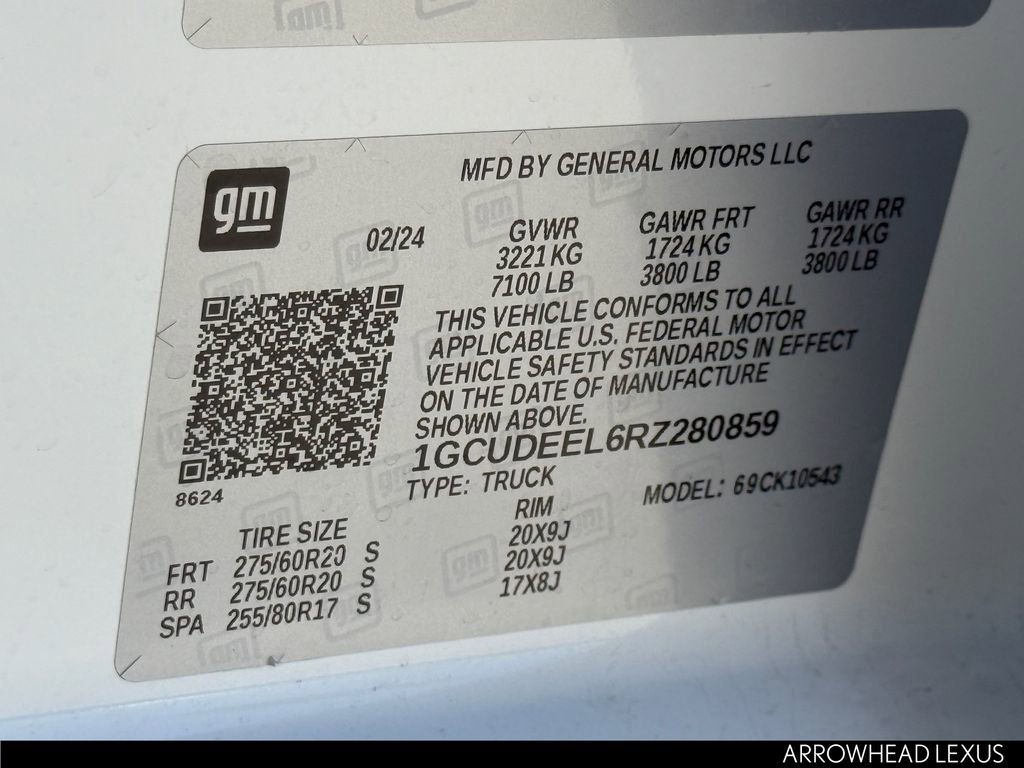 gm
MFD BY GENERAL MOTORS LLC
02/24
GVWR GAWR FRT GAWR RR
3221 KG 1724 KG 1724 KG
7100 LB 3800 LB 3800 LB
THIS VEHICLE CONFORMS TO ALL
APPLICABLE U.S. FEDERAL MOTOR
VEHICLE SAFETY STANDARDS IN EFFECT
ON THE DATE OF MANUFACTURE
SHOWN ABOVE.
1GCUDEEL6RZ280859
TYPE: TRUCK MODEL: 69CK10543
8624
TIRE SIZE RIM
FRT 275/60R20 S 20X9J
RR 275/60R20 S 20X9J
SPA 255/80R17 S 17X8J
ARROWHEAD LEXUS